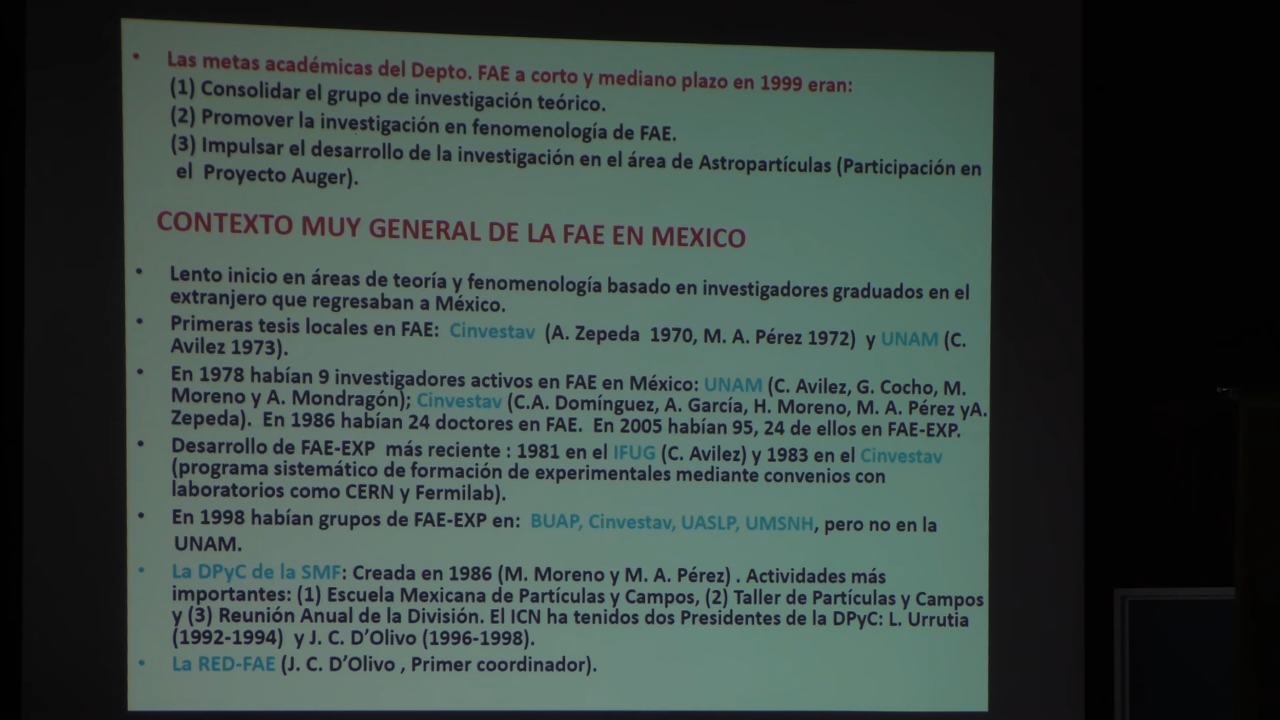 • Las metas académicas del Depto. FAE a corto y mediano plazo en 1999 eran:
(1) Consolidar el grupo de investigación teórico.
(2) Promover la investigación en fenomenología de FAE.
(3) Impulsar el desarrollo de la investigación en el área de Astropartículas (Participación en
el Proyecto Auger).
CONTEXTO MUY GENERAL DE LA FAE EN MEXICO
• Lento inicio en áreas de teoría y fenomenología basado en investigadores graduados en el
extranjero que regresaban a México.
• Primeras tesis locales en FAE: Cinvestav (A. Zepeda 1970, M. A. Pérez 1972) y UNAM (C.
Avilez 1973).
• En 1978 habían 9 investigadores activos en FAE en México: UNAM (C. Avilez, G. Cocho, M.
Moreno y A. Mondragón); Cinvestav (C.A. Domínguez, A. García, H. Moreno, M. A. Pérez yA.
Zepeda). En 1986 habían 24 doctores en FAE. En 2005 habían 95, 24 de ellos en FAE-EXP.
• Desarrollo de FAE-EXP más reciente : 1981 en el IFUG (C. Avilez) y 1983 en el Cinvestav
(programa sistemático de formación de experimentales mediante convenios con
laboratorios como CERN y Fermilab).
• En 1998 habían grupos de FAE-EXP en: BUAP, Cinvestav, UASLP, UMSNH, pero no en la
UNAM.
• La DPyC de la SMF: Creada en 1986 (M. Moreno y M. A. Pérez) . Actividades más
importantes: (1) Escuela Mexicana de Partículas y Campos, (2) Taller de Partículas y Campos
y (3) Reunión Anual de la División. El ICN ha tenidos dos Presidentes de la DPyC: L. Urrutia
(1992-1994) y J. C. D’Olivo (1996-1998).
• La RED-FAE (J. C. D’Olivo , Primer coordinador).